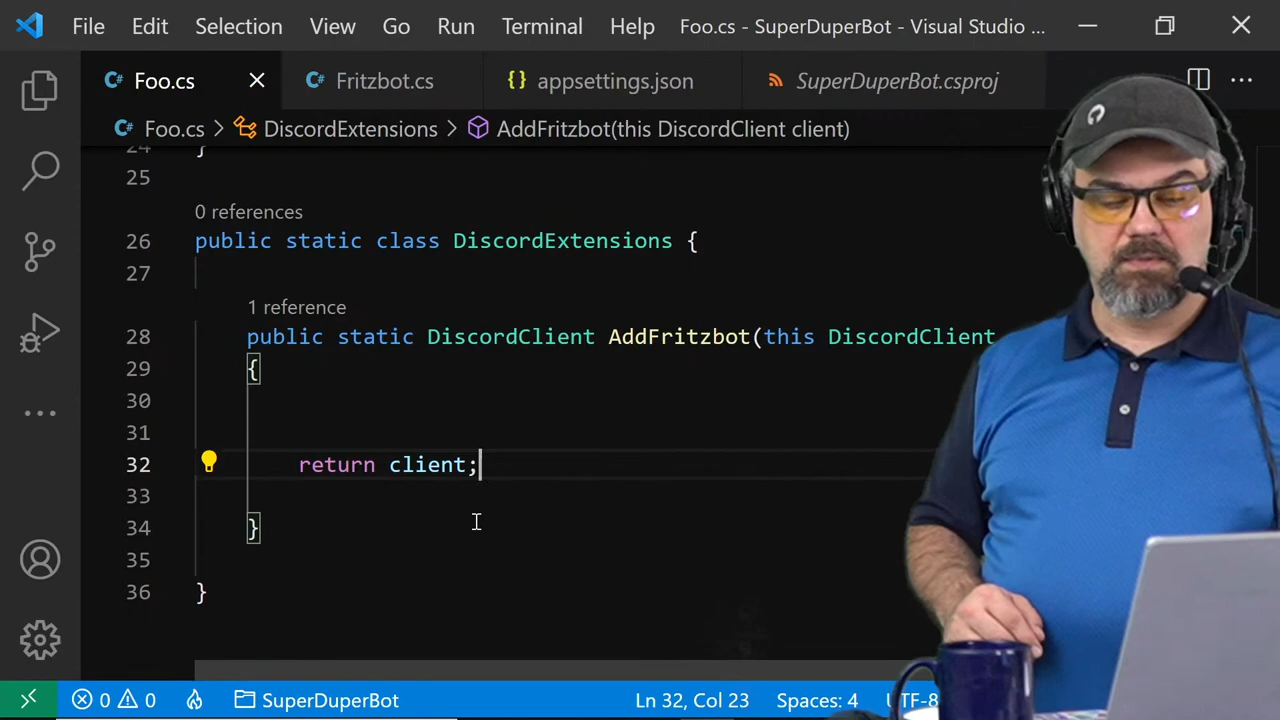 File Edit Selection View Go Run Terminal Help Foo.cs - SuperDuperBot - Visual Studio ...
C# Foo.cs C# Fritzbot.cs {} appsettings.json SuperDuperBot.csproj
C# Foo.cs > DiscordExtensions > AddFritzbot(this DiscordClient client)
24 }
25
0 references
26 public static class DiscordExtensions {
27
1 reference
28 public static DiscordClient AddFritzbot(this DiscordClient
29 {
30
31
32 return client;
33
34 }
35
36 }
0 0 SuperDuperBot Ln 32, Col 23 Spaces: 4 UTF-8